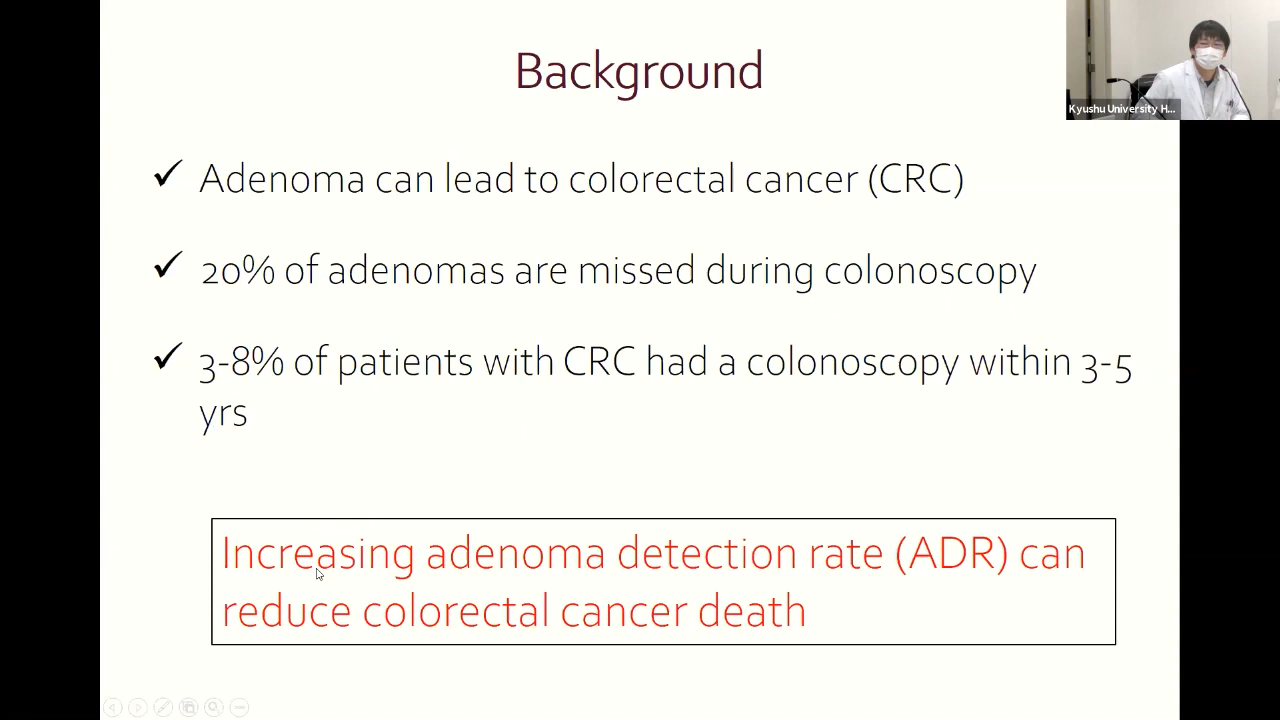 Background
Kyushu University H...
✓ Adenoma can lead to colorectal cancer (CRC)
✓ 20% of adenomas are missed during colonoscopy
✓ 3-8% of patients with CRC had a colonoscopy within 3-5
yrs
Increasing adenoma detection rate (ADR) can
reduce colorectal cancer death